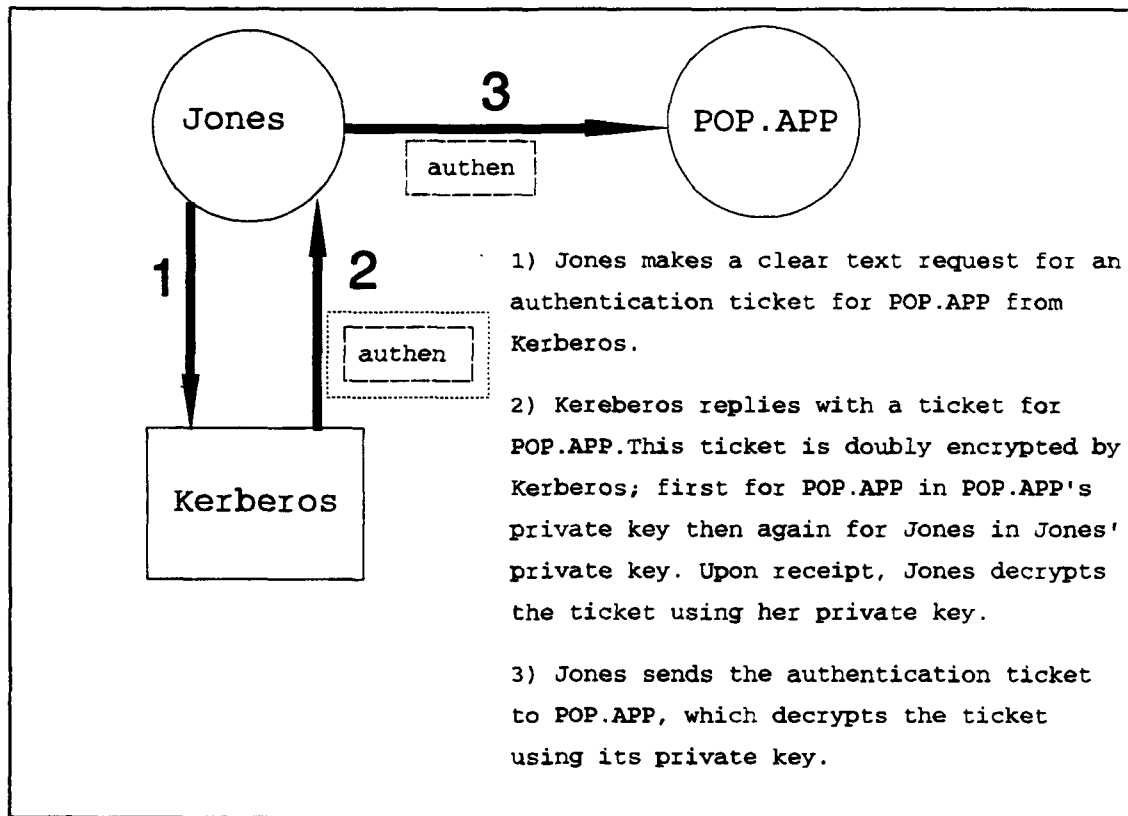 Jones
3
POP.APP
authen
1
2
authen
Kerberos
1) Jones makes a clear text request for an
authentication ticket for POP.APP from
Kerberos.
2) Kereberos replies with a ticket for
POP.APP.This ticket is doubly encrypted by
Kerberos; first for POP.APP in POP.APP's
private key then again for Jones in Jones'
private key. Upon receipt, Jones decrypts
the ticket using her private key.
3) Jones sends the authentication ticket
to POP.APP, which decrypts the ticket
using its private key.